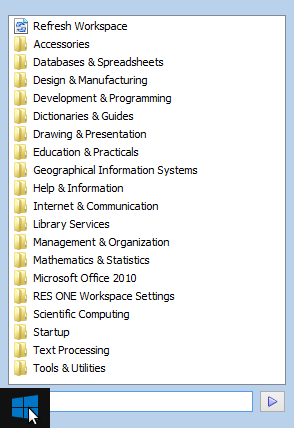 Refresh Workspace
Accessories
Databases & Spreadsheets
Design & Manufacturing
Development & Programming
Dictionaries & Guides
Drawing & Presentation
Education & Practicals
Geographical Information Systems
Help & Information
Internet & Communication
Library Services
Management & Organization
Mathematics & Statistics
Microsoft Office 2010
RES ONE Workspace Settings
Scientific Computing
Startup
Text Processing
Tools & Utilities